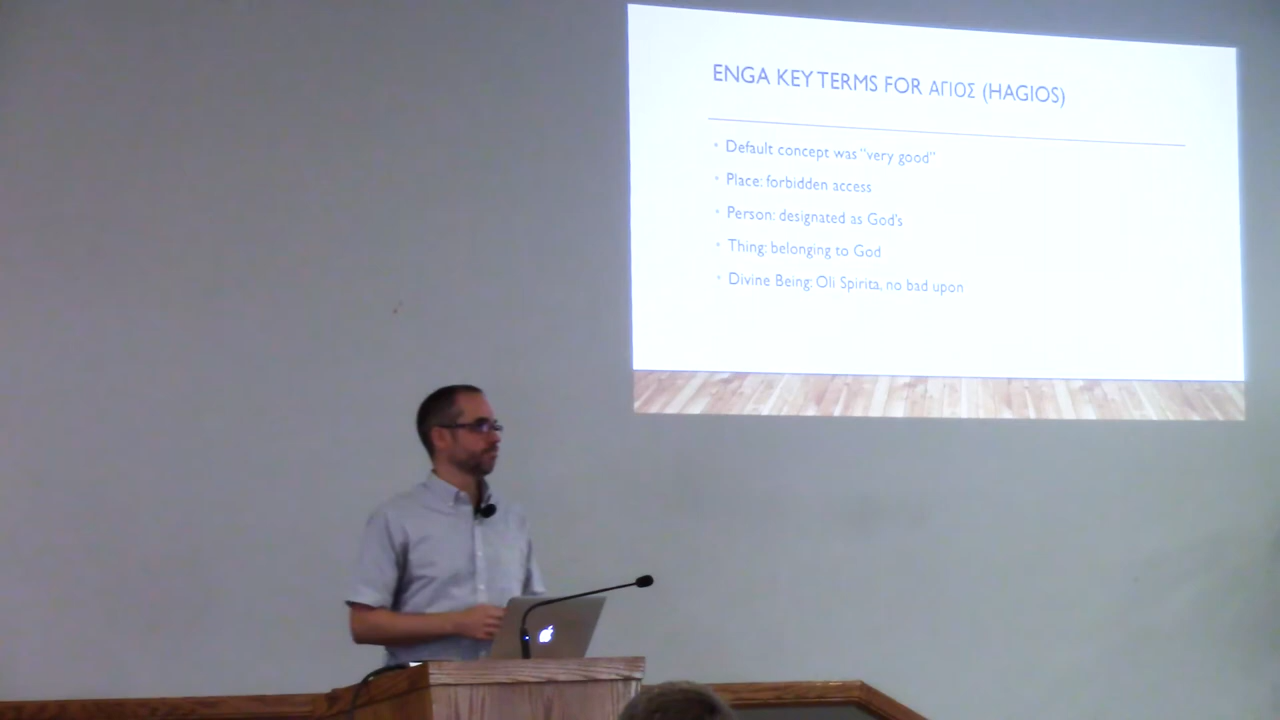 ENGA KEY TERMS FOR ΑΓΙΟΣ (HAGIOS)
• Default concept was "very good"
• Place: forbidden access
• Person: designated as God's
• Thing: belonging to God
• Divine Being: Oli Spirita, no bad upon